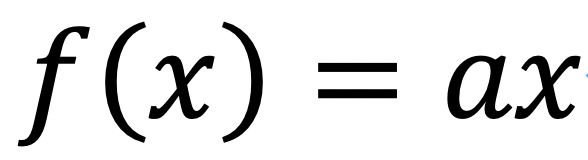 f(x) = ax